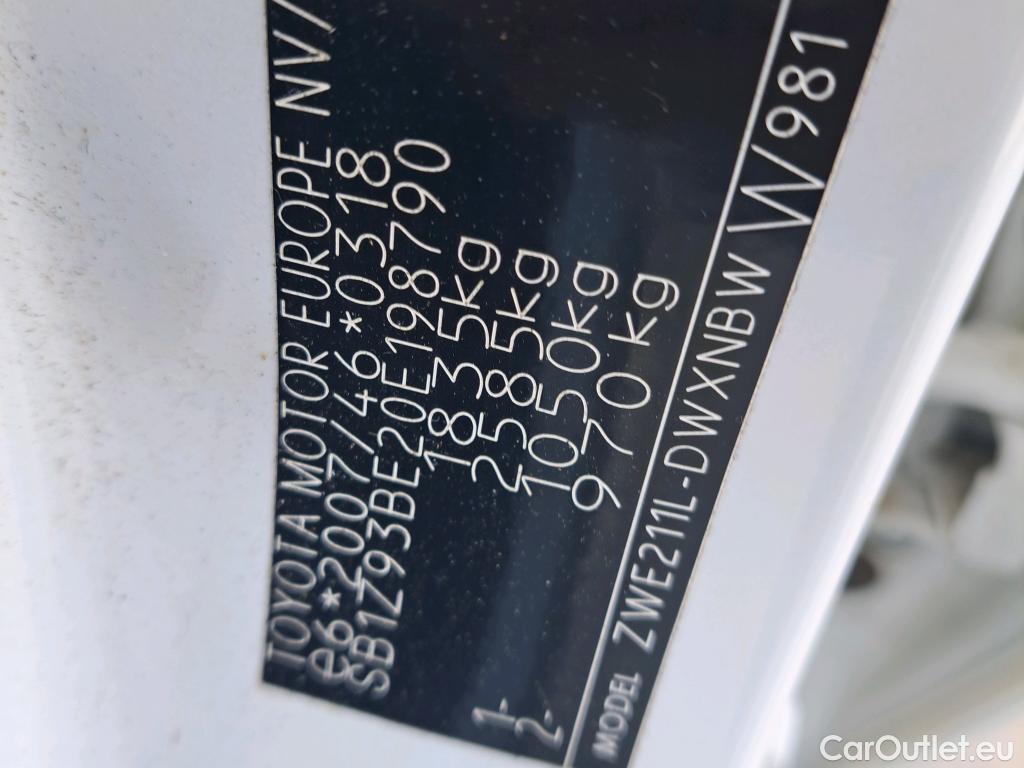 TOYOTA MOTOR EUROPE NV/
e6*2007/46*0318
SB1Z93BE20E198790
1835kg
2585kg
1- 1050kg
2- 970kg
MODEL ZWE211L-DWXNBW W/981
CarOutlet.eu